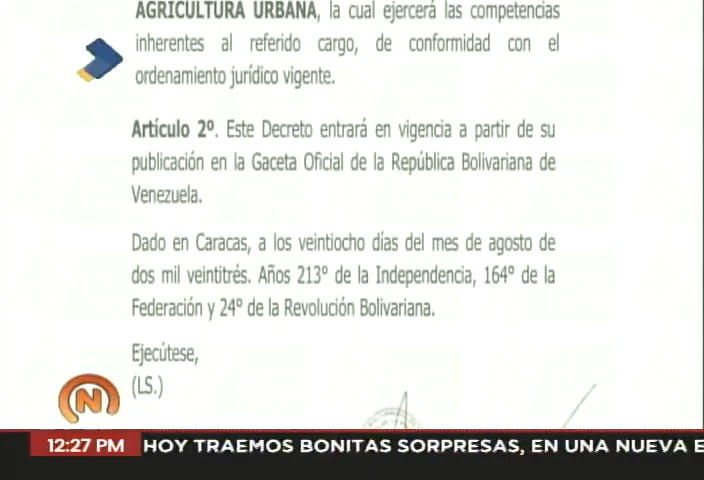 AGRICULTURA URBANA, la cual ejercerá las competencias
inherentes al referido cargo, de conformidad con el
ordenamiento jurídico vigente.
Artículo 2º. Este Decreto entrará en vigencia a partir de su
publicación en la Gaceta Oficial de la República Bolivariana de
Venezuela.
Dado en Caracas, a los veintiocho días del mes de agosto de
dos mil veintitrés. Años 213º de la Independencia, 164º de la
Federación y 24º de la Revolución Bolivariana.
Ejecútese,
(LS.)
N
12:27 PM HOY TRAEMOS BONITAS SORPRESAS, EN UNA NUEVA E